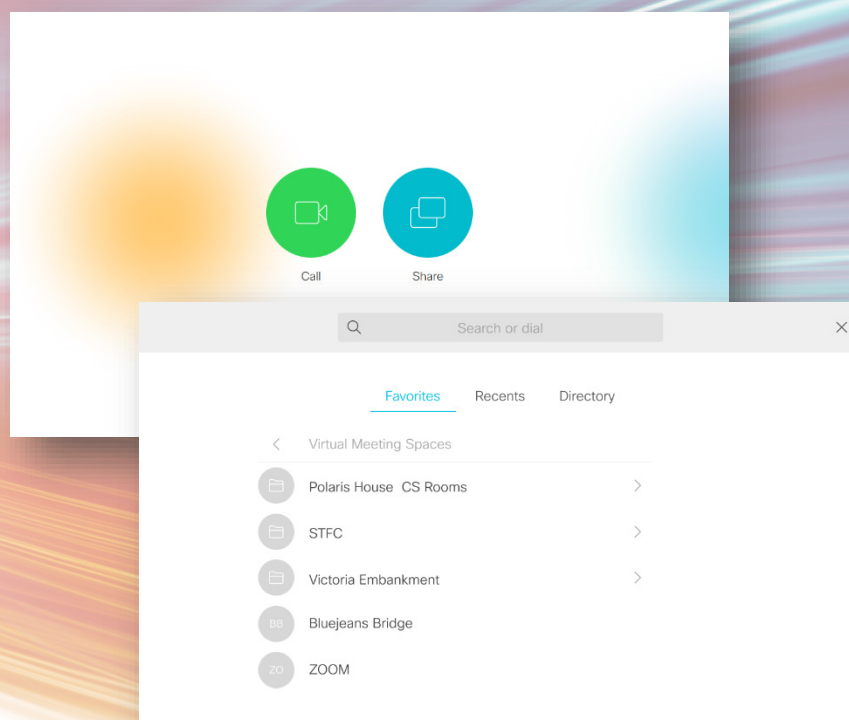 Call
Share
Search or dial
Favorites Recents Directory
Virtual Meeting Spaces
Polaris House CS Rooms
STFC
Victoria Embankment
BB Bluejeans Bridge
ZO ZOOM